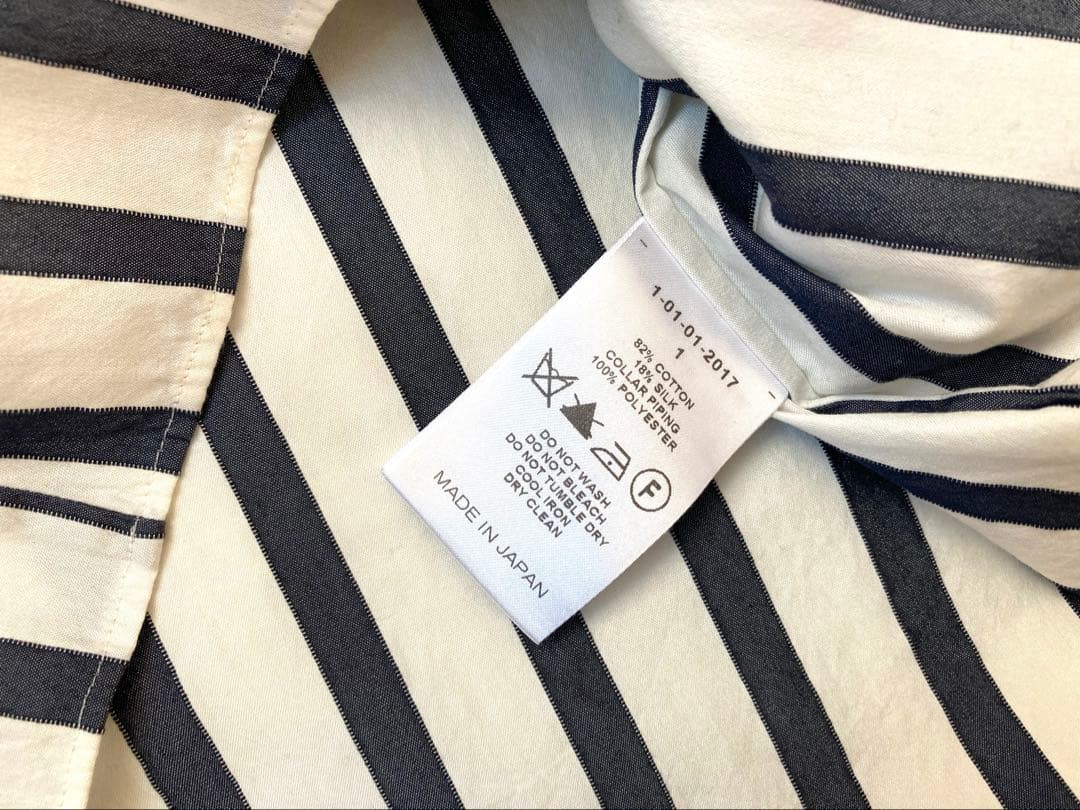 1-01-01-2017
1
82% COTTON
18% SILK
COLLAR PIPING
100% POLYESTER
F
DO NOT WASH
DO NOT BLEACH
DO NOT TUMBLE DRY
COOL IRON
DRY CLEAN
MADE IN JAPAN